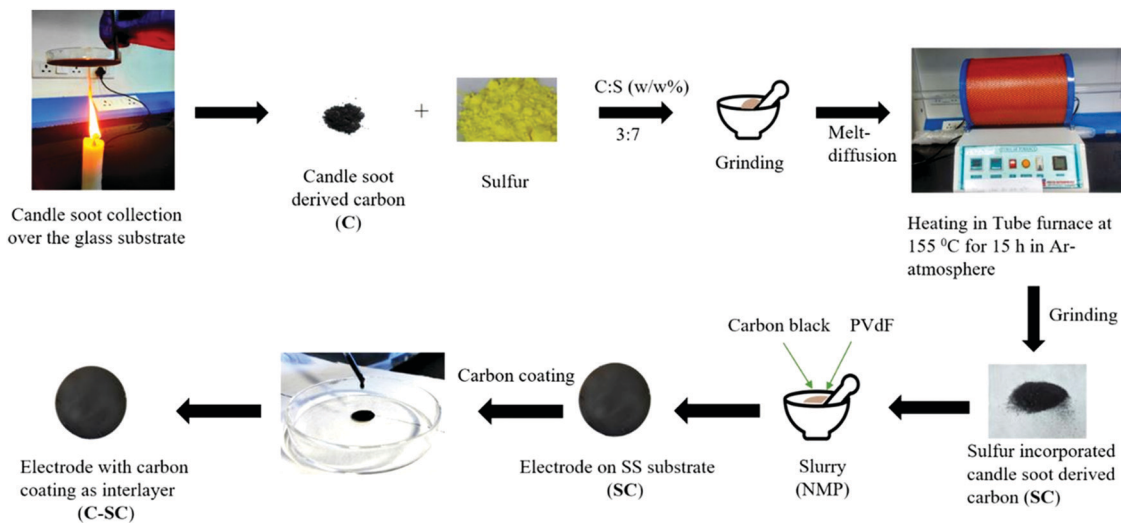 Candle soot collection
over the glass substrate
Candle soot
derived carbon
(C)
+
Sulfur
C:S (w/w%)
3:7
Grinding
Melt-
diffusion
Heating in Tube furnace at
155 ⁰C for 15 h in Ar-
atmosphere
Grinding
Sulfur incorporated
candle soot derived
carbon (SC)
Carbon black
PVdF
Slurry
(NMP)
Electrode on SS substrate
(SC)
Carbon coating
Electrode with carbon
coating as interlayer
(C-SC)